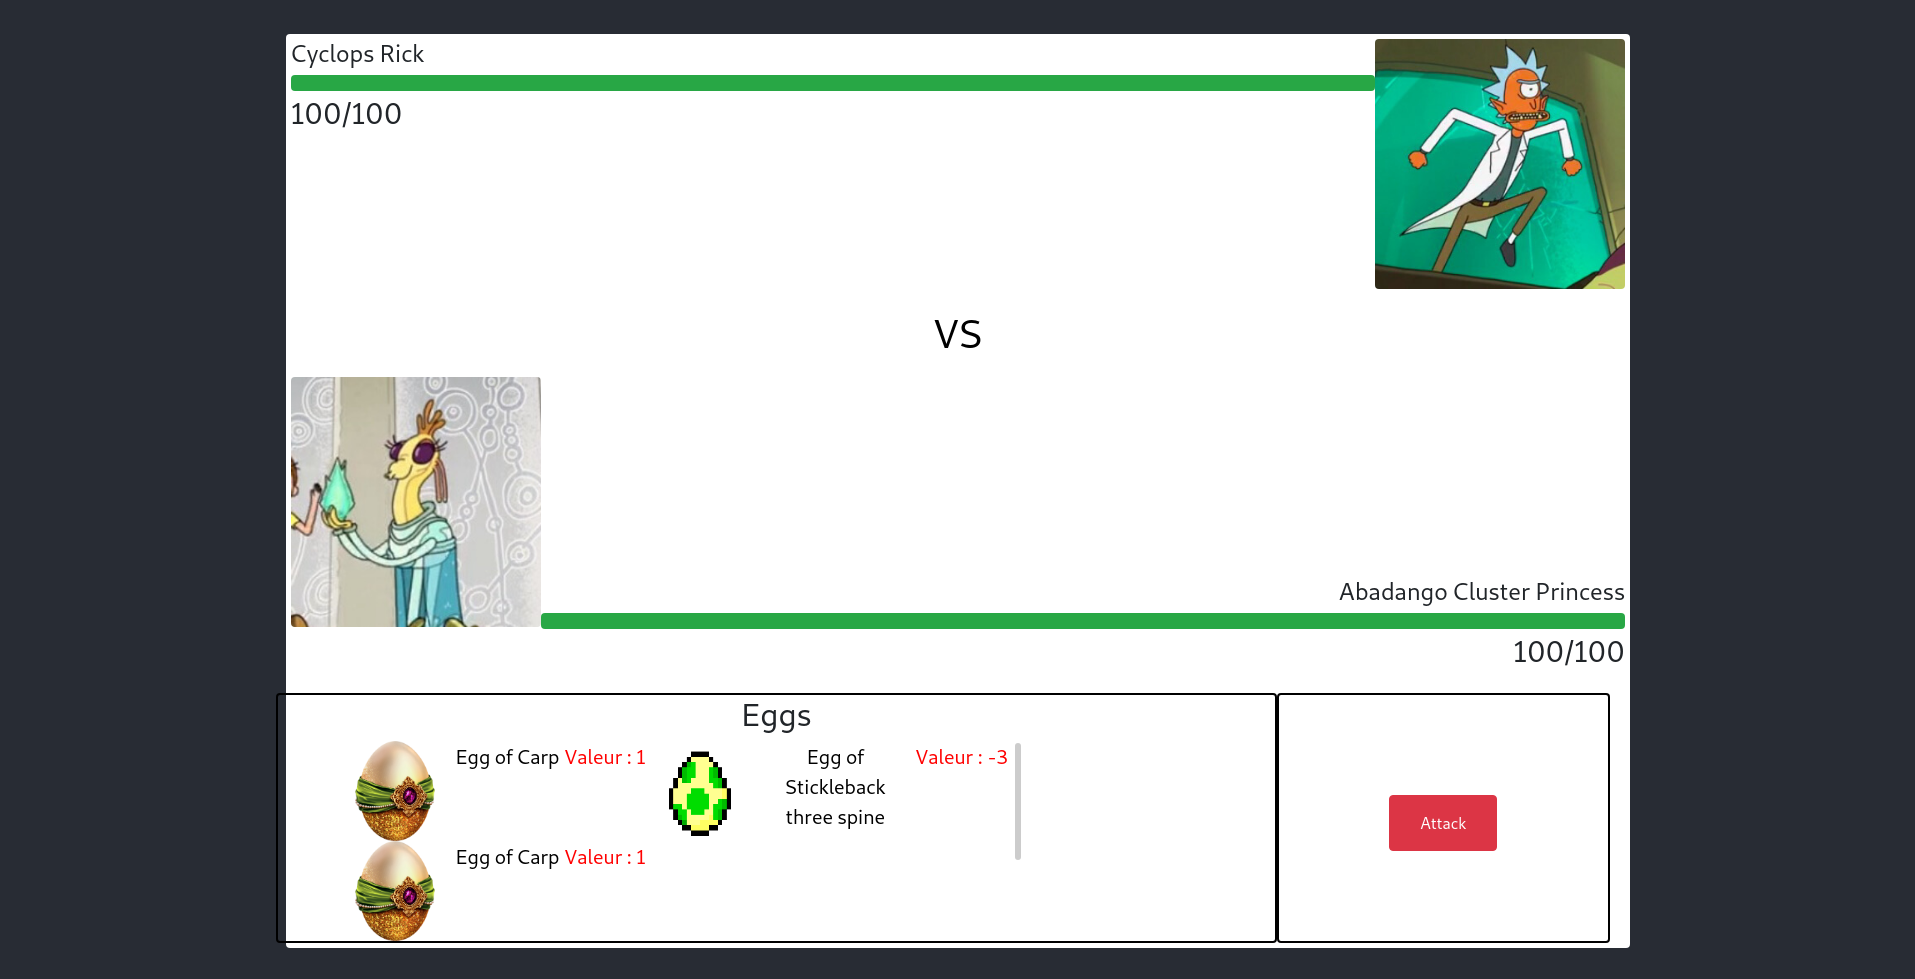 Cyclops Rick
100/100
VS
Abadango Cluster Princess
100/100
Eggs
Egg of Carp Valeur : 1
Egg of
Stickleback
three spine
Valeur : -3
Egg of Carp Valeur : 1
Attack